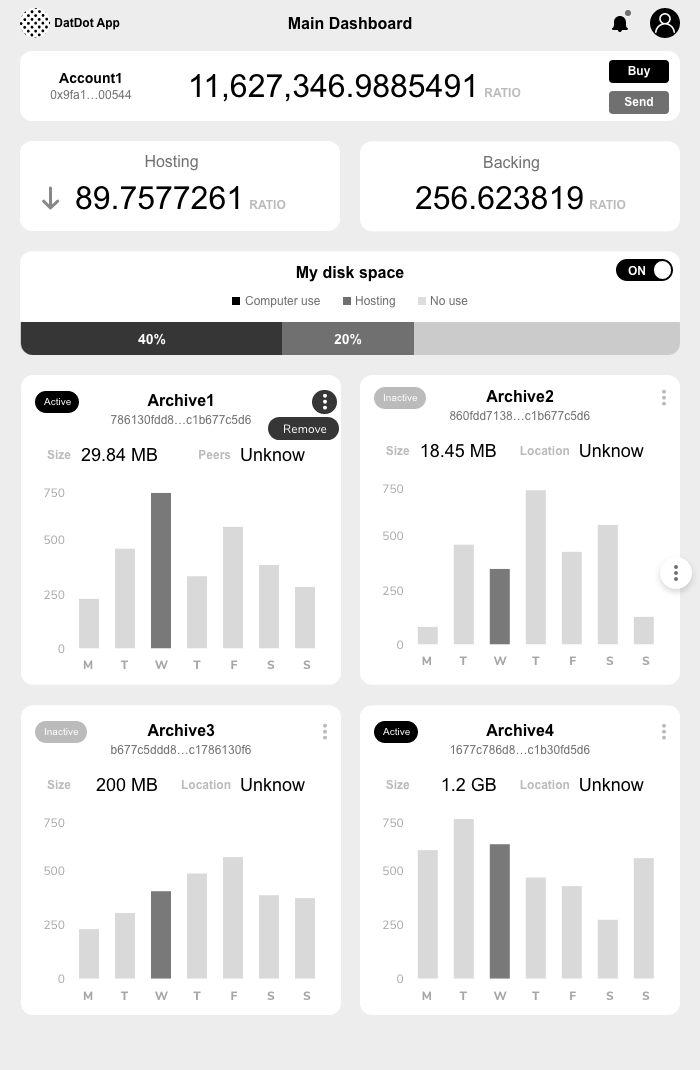 DatDot App
Main Dashboard
Account1
0x9fa1...00544
11,627,346.9885491 RATIO
Buy
Send
Hosting
89.7577261 RATIO
Backing
256.623819 RATIO
My disk space
ON
Computer use Hosting No use
40% 20%
Active
Archive1
786130fdd8...c1b677c5d6
Remove
Size 29.84 MB Peers Unknow
750
500
250
0
M T W T F S S
Inactive
Archive2
860fdd7138...c1b677c5d6
Size 18.45 MB Location Unknow
750
500
250
0
M T W T F S S
Inactive
Archive3
b677c5ddd8...c1786130f6
Size 200 MB Location Unknow
750
500
250
0
M T W T F S S
Active
Archive4
1677c786d8...c1b30fd5d6
Size 1.2 GB Location Unknow
750
500
250
0
M T W T F S S